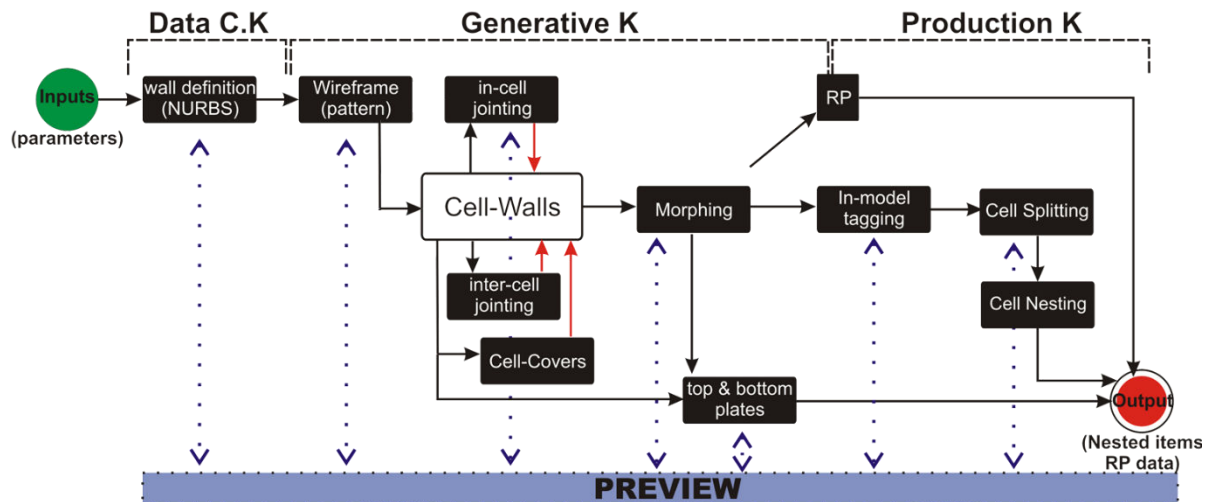 Data C.K
Generative K
Production K
Inputs
(parameters)
wall definition
(NURBS)
Wireframe
(pattern)
in-cell
jointing
RP
Cell-Walls
Morphing
In-model
tagging
Cell Splitting
inter-cell
jointing
Cell Nesting
Cell-Covers
top & bottom
plates
Output
(Nested items
RP data)
PREVIEW